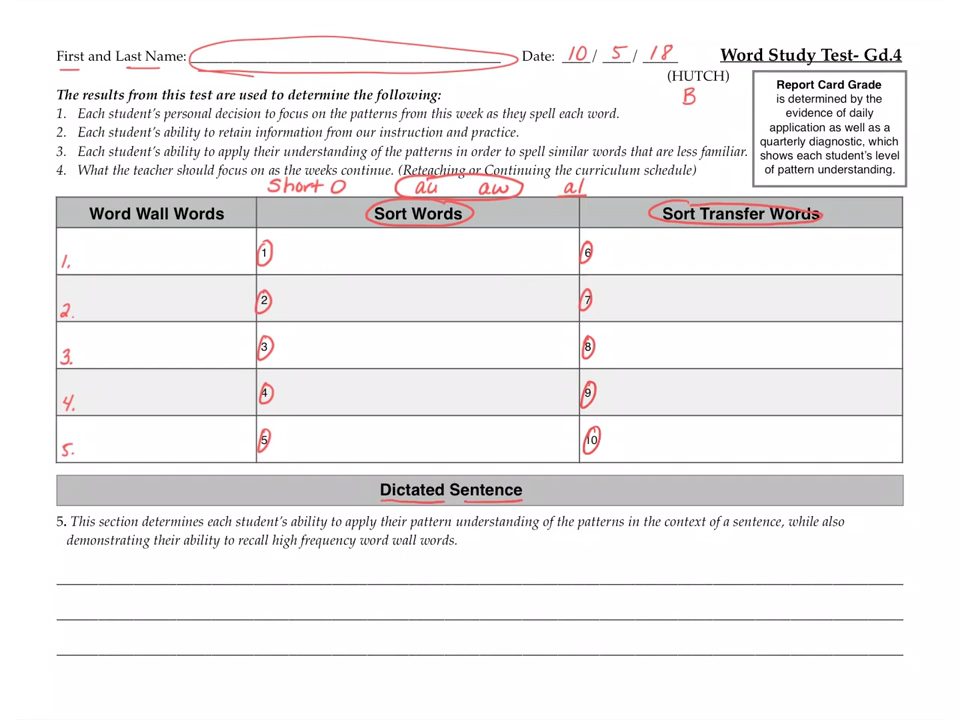 First and Last Name: Date: 10 / 5 / 18 Word Study Test- Gd.4
(HUTCH)
B
Report Card Grade
is determined by the
evidence of daily
application as well as a
quarterly diagnostic, which
shows each student's level
of pattern understanding.
The results from this test are used to determine the following:
1. Each student's personal decision to focus on the patterns from this week as they spell each word.
2. Each student's ability to retain information from our instruction and practice.
3. Each student's ability to apply their understanding of the patterns in order to spell similar words that are less familiar.
4. What the teacher should focus on as the weeks continue. (Reteaching or Continuing the curriculum schedule)
short O au aw al
Word Wall Words Sort Words Sort Transfer Words
1. 1 6
2. 2 7
3. 3 8
4. 4 9
5. 5 10
Dictated Sentence
5. This section determines each student's ability to apply their pattern understanding of the patterns in the context of a sentence, while also
demonstrating their ability to recall high frequency word wall words.